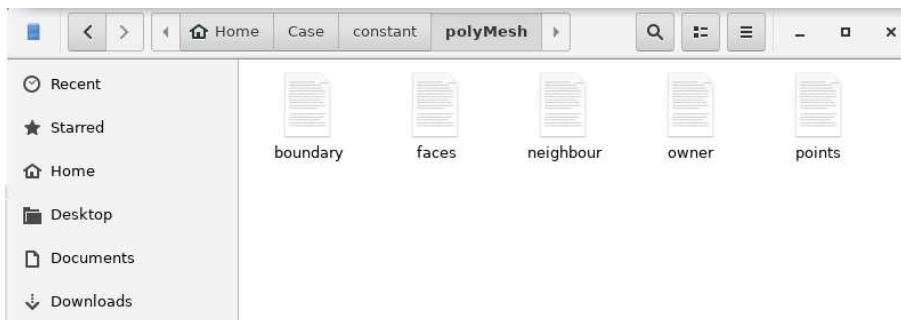 Home Case constant polyMesh
Recent
Starred
Home
Desktop
Documents
Downloads
boundary faces neighbour owner points